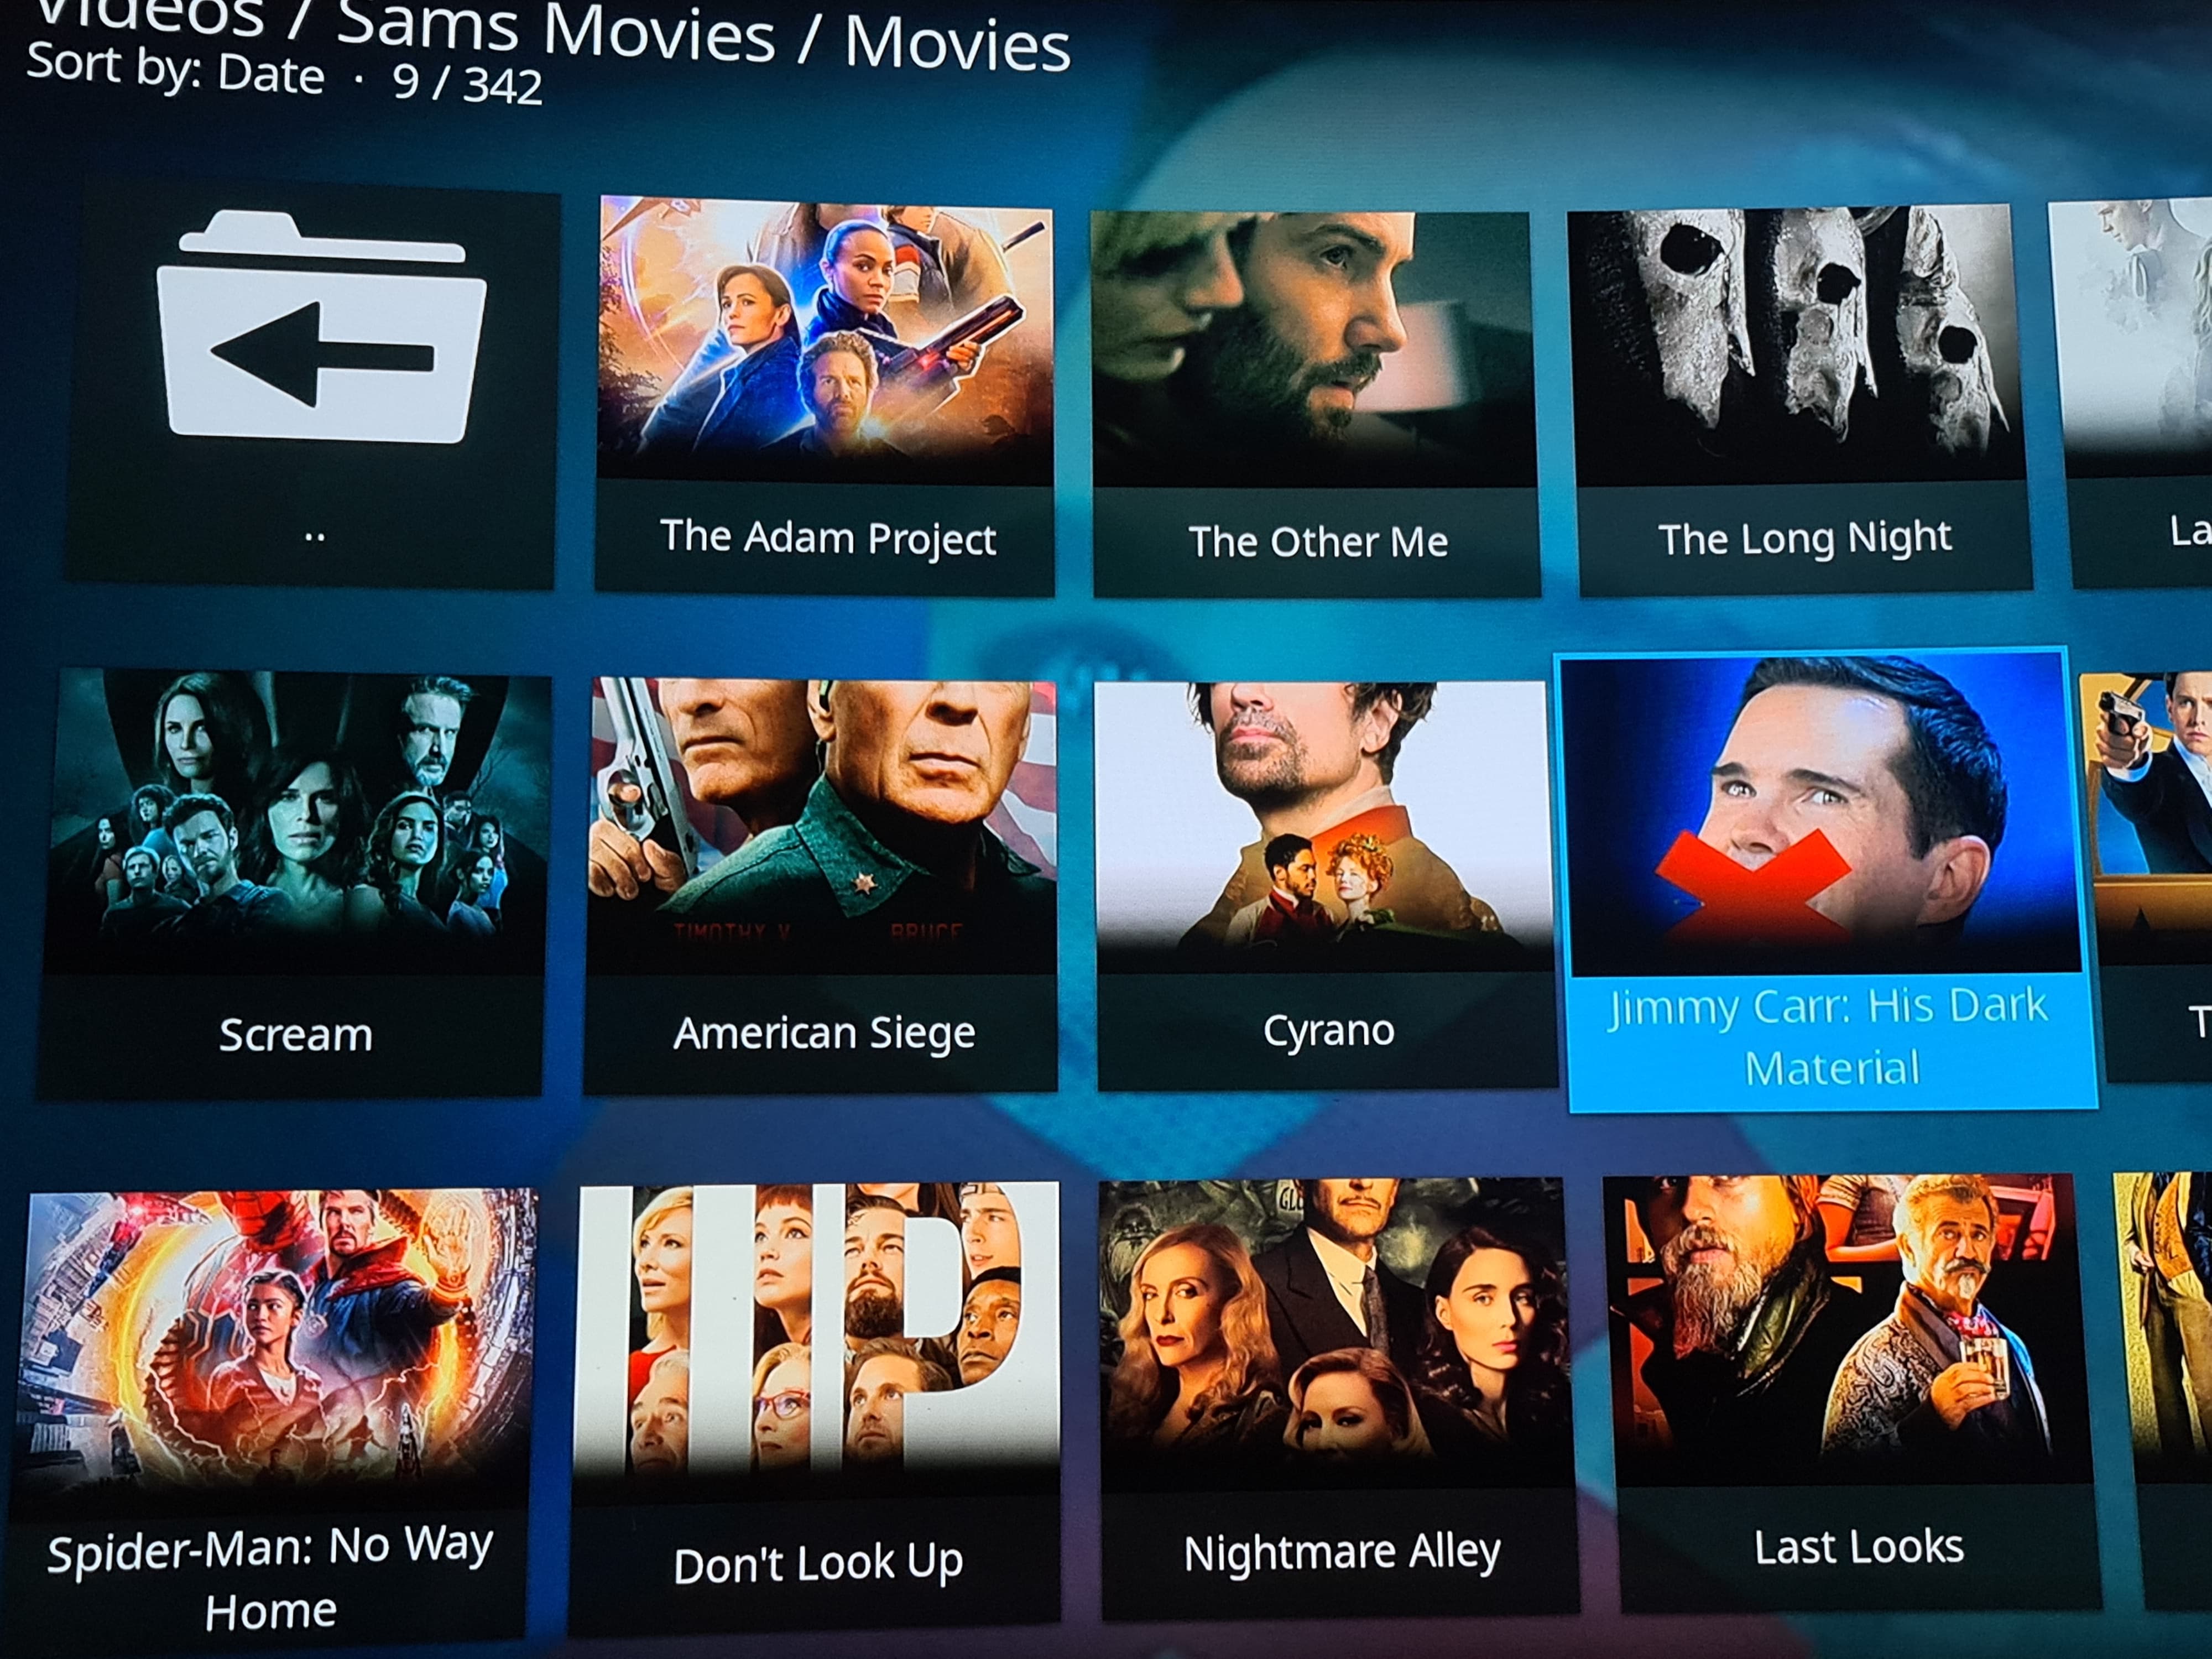 Videos / Sams Movies / Movies
Sort by: Date · 9 / 342
..
The Adam Project
The Other Me
The Long Night
La
TIMOTHY V
BRUCE
Scream
American Siege
Cyrano
Jimmy Carr: His Dark
Material
T
GLE
Spider-Man: No Way
Home
Don't Look Up
Nightmare Alley
Last Looks